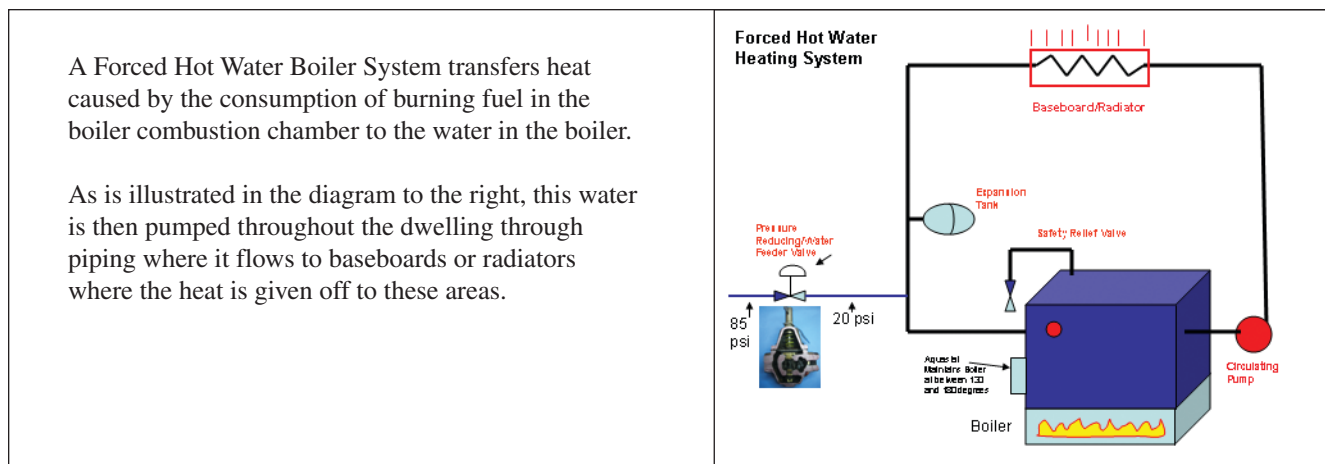 A Forced Hot Water Boiler System transfers heat
caused by the consumption of burning fuel in the
boiler combustion chamber to the water in the boiler.
As is illustrated in the diagram to the right, this water
is then pumped throughout the dwelling through
piping where it flows to baseboards or radiators
where the heat is given off to these areas.
Forced Hot Water
Heating System
Baseboard/Radiator
Expansion
Tank
Safety Relief Valve
Pressure
Reducing/Water
Feeder Valve
85
psi
20 psi
Aquastat
Maintains Boiler
at between 130
and 180degrees
Circulating
Pump
Boiler